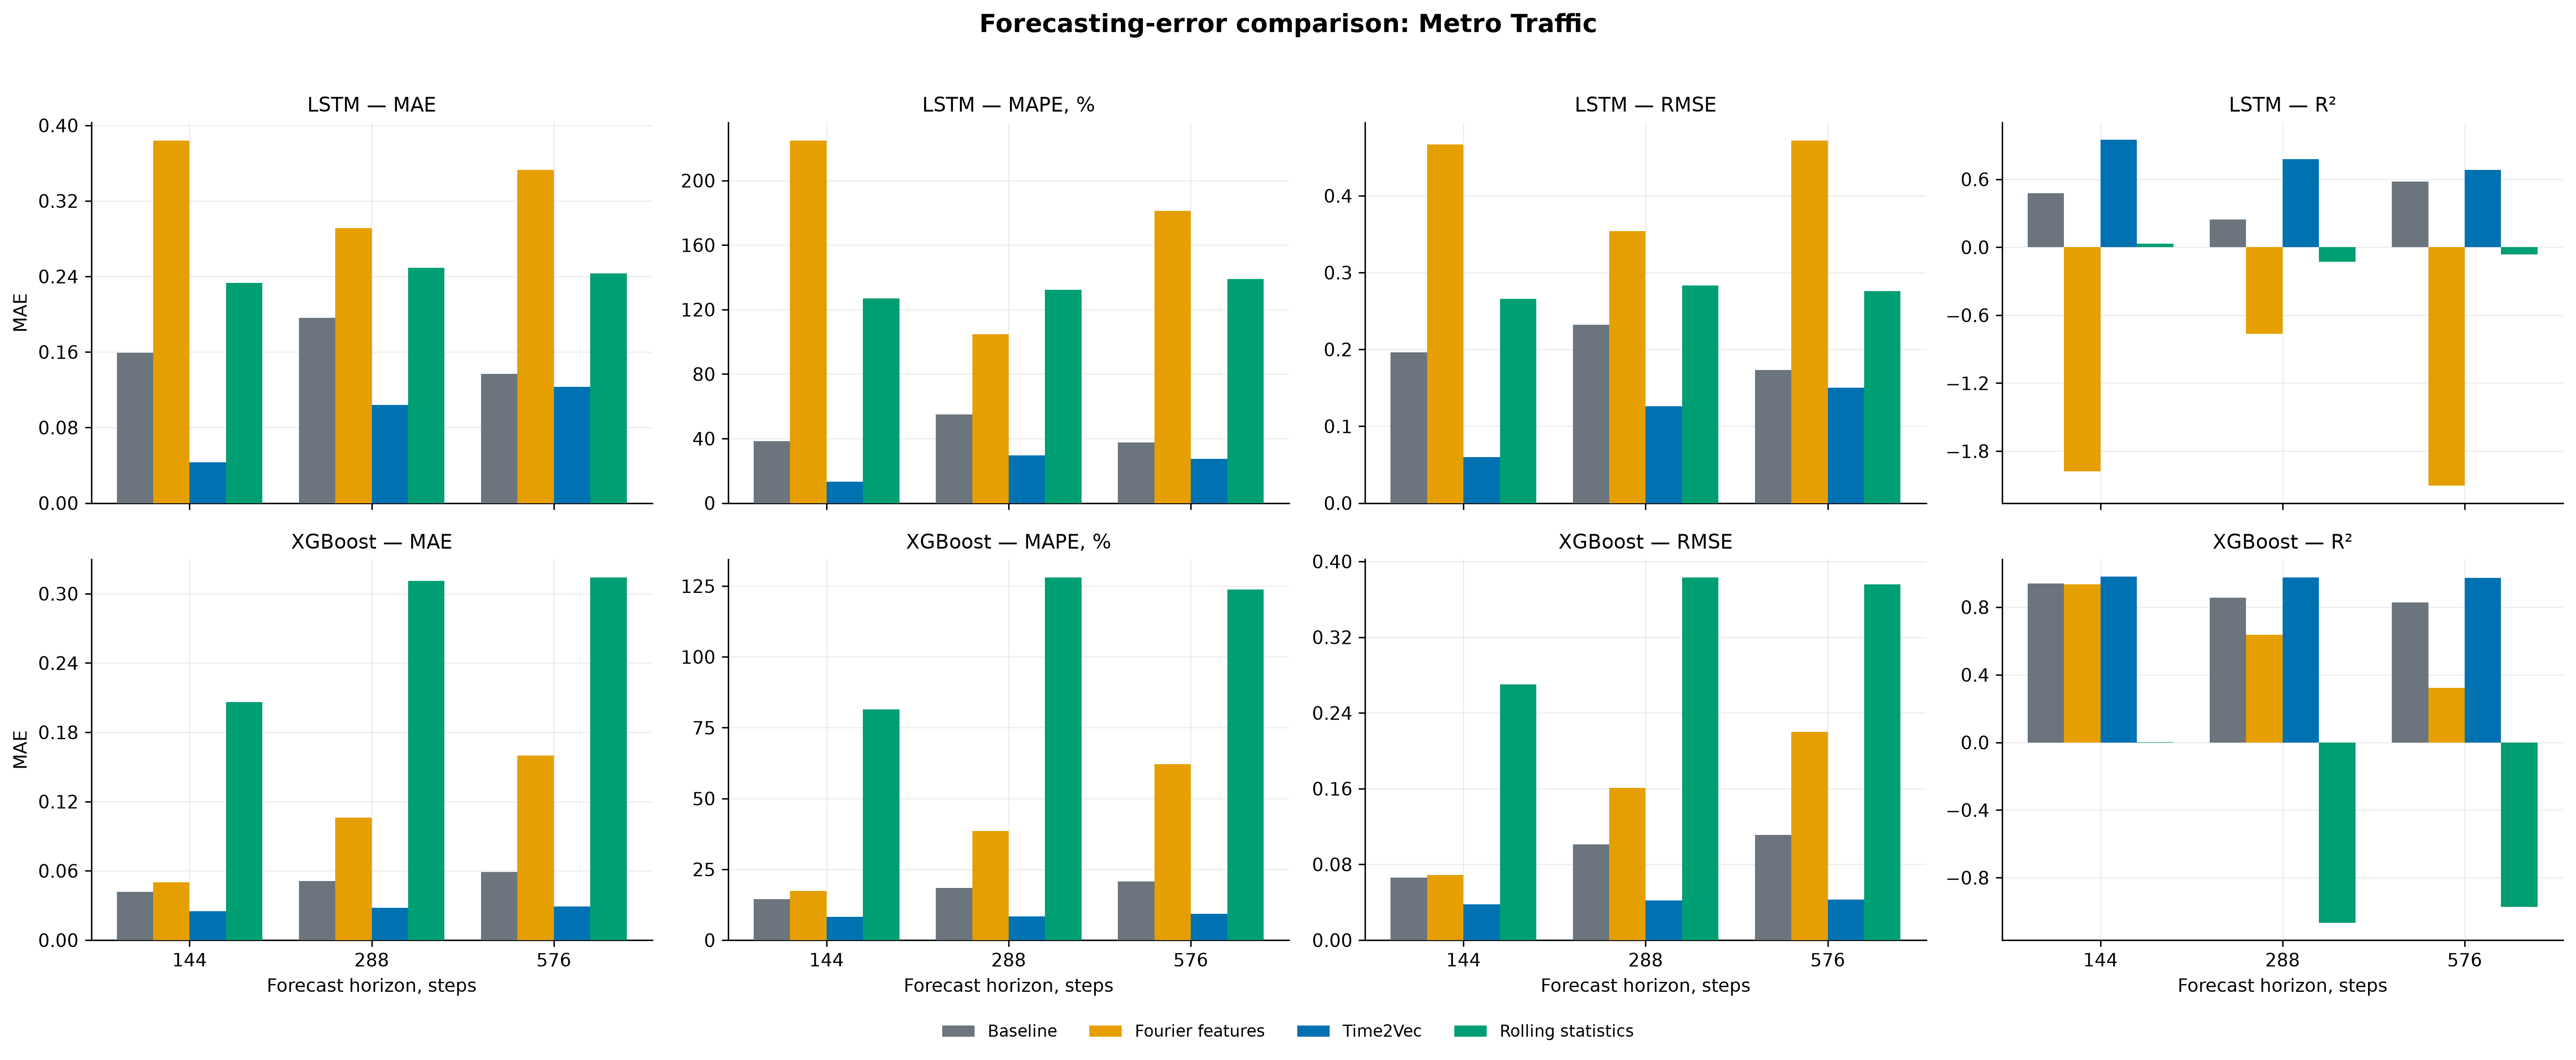 Forecasting-error comparison: Metro Traffic
LSTM — MAE
0.40
0.32
0.24
0.16
0.08
0.00
MAE
LSTM — MAPE, %
200
160
120
80
40
0
LSTM — RMSE
0.4
0.3
0.2
0.1
0.0
LSTM — R²
0.6
0.0
−0.6
−1.2
−1.8
XGBoost — MAE
0.30
0.24
0.18
0.12
0.06
0.00
MAE
144 288 576
Forecast horizon, steps
XGBoost — MAPE, %
125
100
75
50
25
0
144 288 576
Forecast horizon, steps
XGBoost — RMSE
0.40
0.32
0.24
0.16
0.08
0.00
144 288 576
Forecast horizon, steps
XGBoost — R²
0.8
0.4
0.0
−0.4
−0.8
144 288 576
Forecast horizon, steps
Baseline Fourier features Time2Vec Rolling statistics